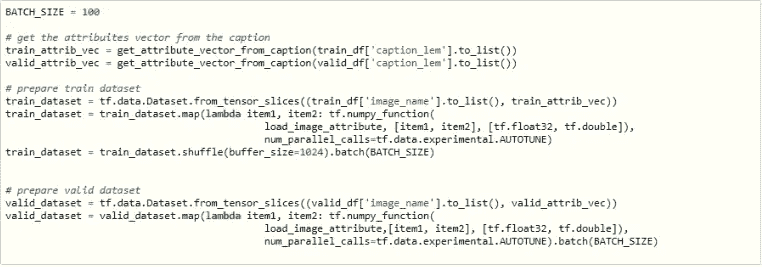 BATCH_SIZE = 100
# get the attribuites vector from the caption
train_attrib_vec = get_attribute_vector_from_caption(train_df['caption_lem'].to_list())
valid_attrib_vec = get_attribute_vector_from_caption(valid_df['caption_lem'].to_list())
# prepare train dataset
train_dataset = tf.data.Dataset.from_tensor_slices((train_df['image_name'].to_list(), train_attrib_vec))
train_dataset = train_dataset.map(lambda item1, item2: tf.numpy_function(
load_image_attribute, [item1, item2], [tf.float32, tf.double]),
num_parallel_calls=tf.data.experimental.AUTOTUNE)
train_dataset = train_dataset.shuffle(buffer_size=1024).batch(BATCH_SIZE)
# prepare valid dataset
valid_dataset = tf.data.Dataset.from_tensor_slices((valid_df['image_name'].to_list(), valid_attrib_vec))
valid_dataset = valid_dataset.map(lambda item1, item2: tf.numpy_function(
load_image_attribute,[item1, item2], [tf.float32, tf.double]),
num_parallel_calls=tf.data.experimental.AUTOTUNE).batch(BATCH_SIZE)